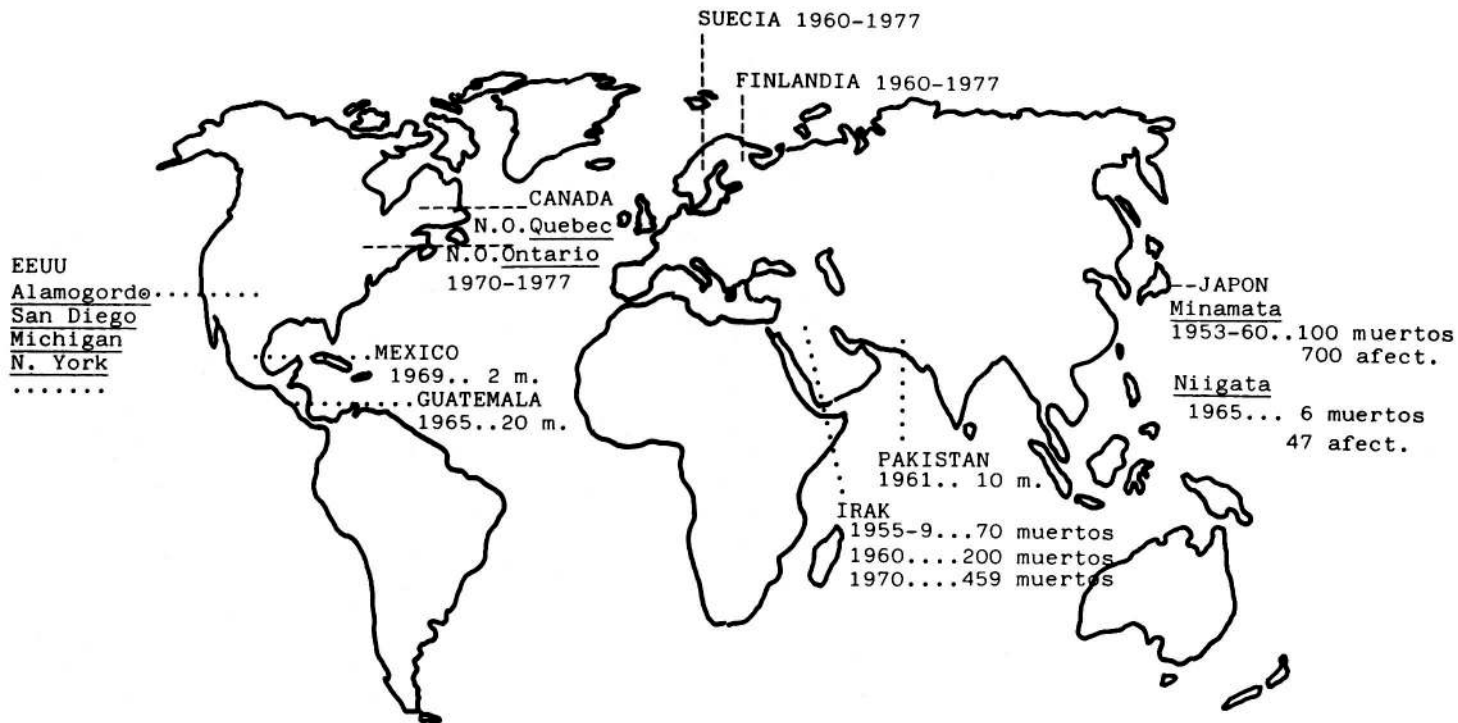 SUECIA 1960-1977
FINLANDIA 1960-1977
CANADA
N.O.Quebec
N.O.Ontario
1970-1977
EEUU
Alamogordo.......
San Diego
Michigan
N. York
.......
MEXICO
1969.. 2 m.
GUATEMALA
1965..20 m.
--JAPON
Minamata
1953-60..100 muertos
700 afect.
Niigata
1965... 6 muertos
47 afect.
PAKISTAN
1961.. 10 m.
IRAK
1955-9...70 muertos
1960....200 muertos
1970....459 muertos